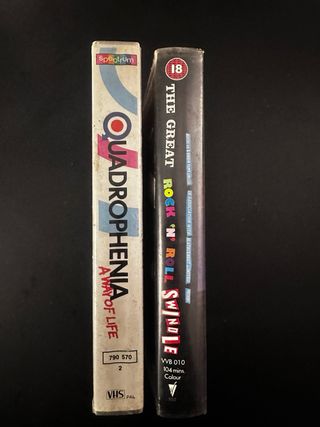 spectrum
QUADROPHENIA
A WAY OF LIFE
790 570
2
VHS PAL
18
THE GREAT
ROCK 'N' ROLL
SWINDLE
VVB 010
104 mins.
Colour